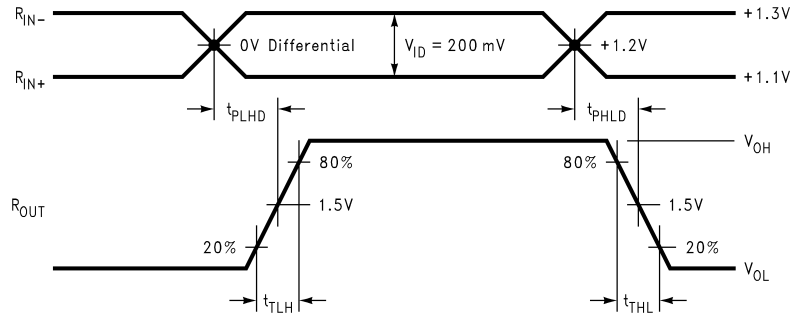 R_IN- +1.3V
0V Differential V_ID = 200 mV +1.2V
R_IN+ +1.1V
t_PLHD t_PHLD
V_OH
80% 80%
R_OUT 1.5V 1.5V
20% 20%
V_OL
t_TLH t_THL